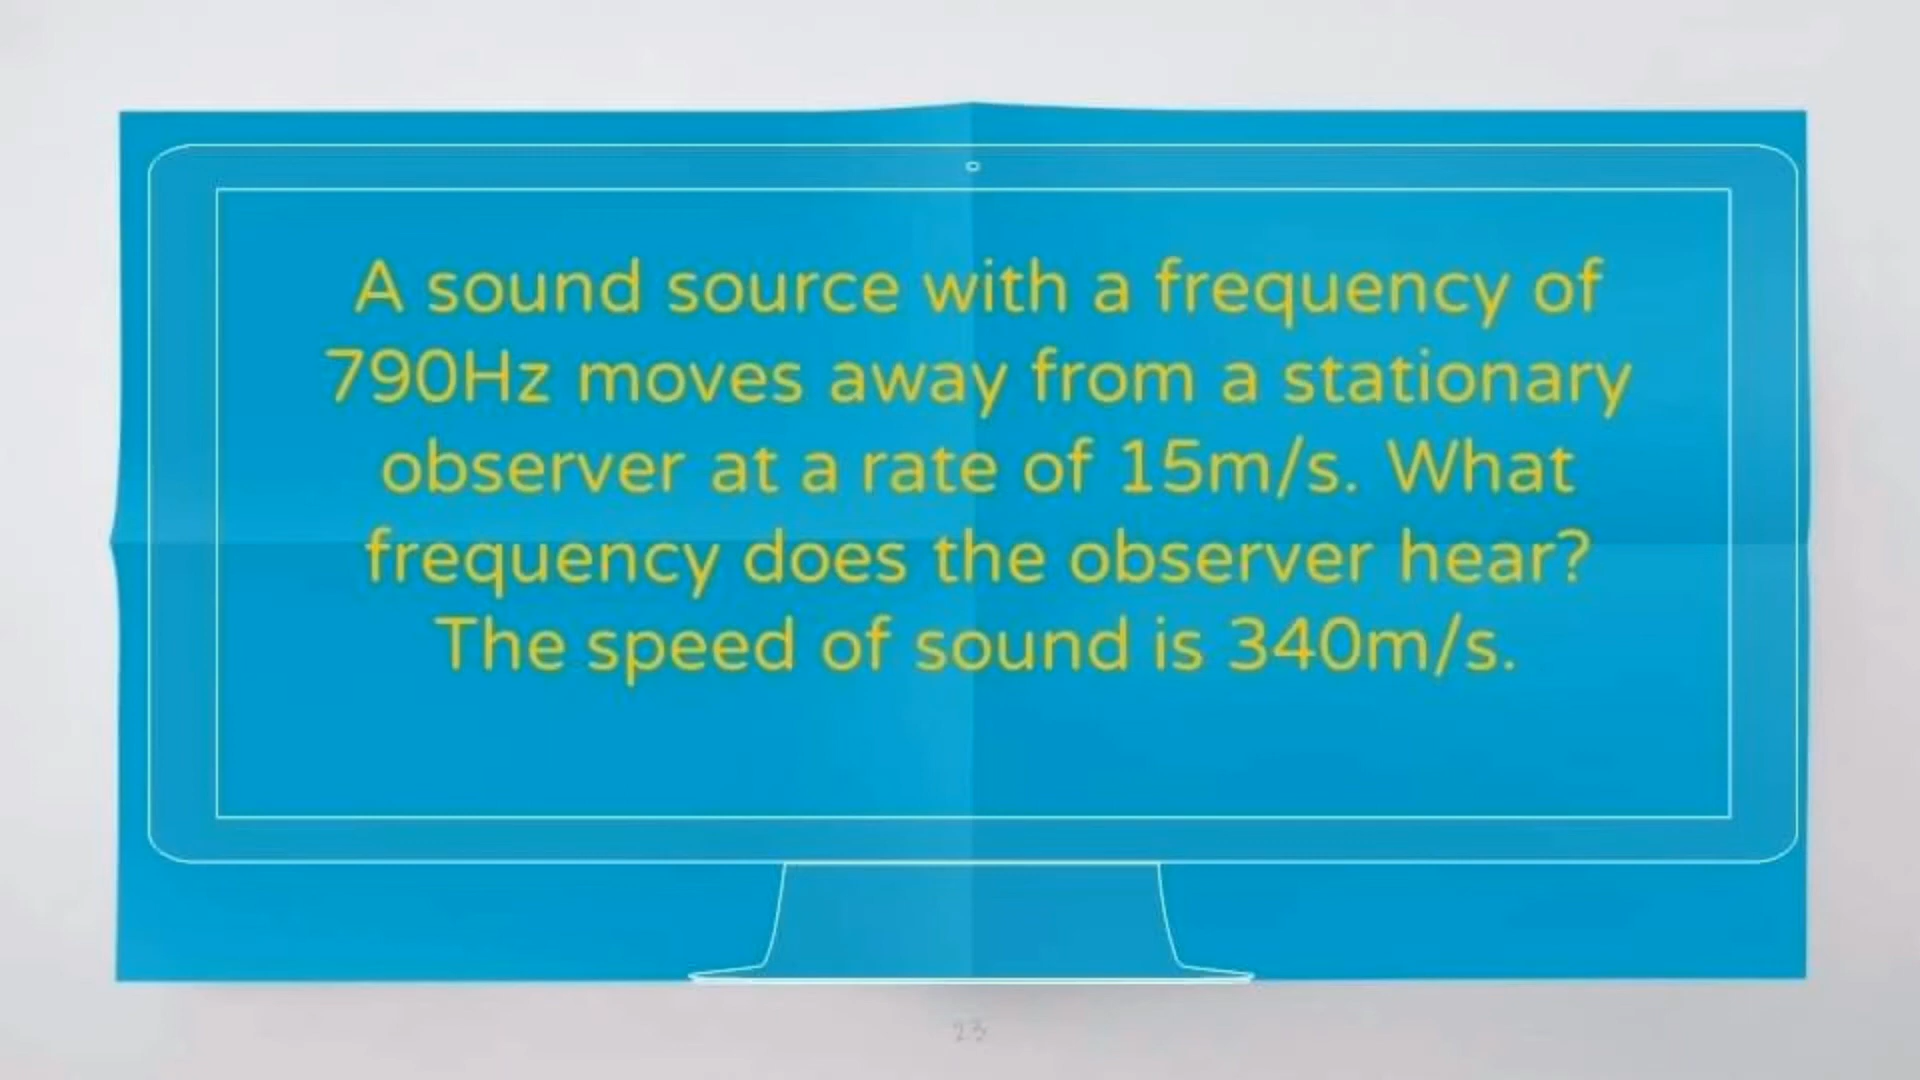 A sound source with a frequency of
790Hz moves away from a stationary
observer at a rate of 15m/s. What
frequency does the observer hear?
The speed of sound is 340m/s.
23